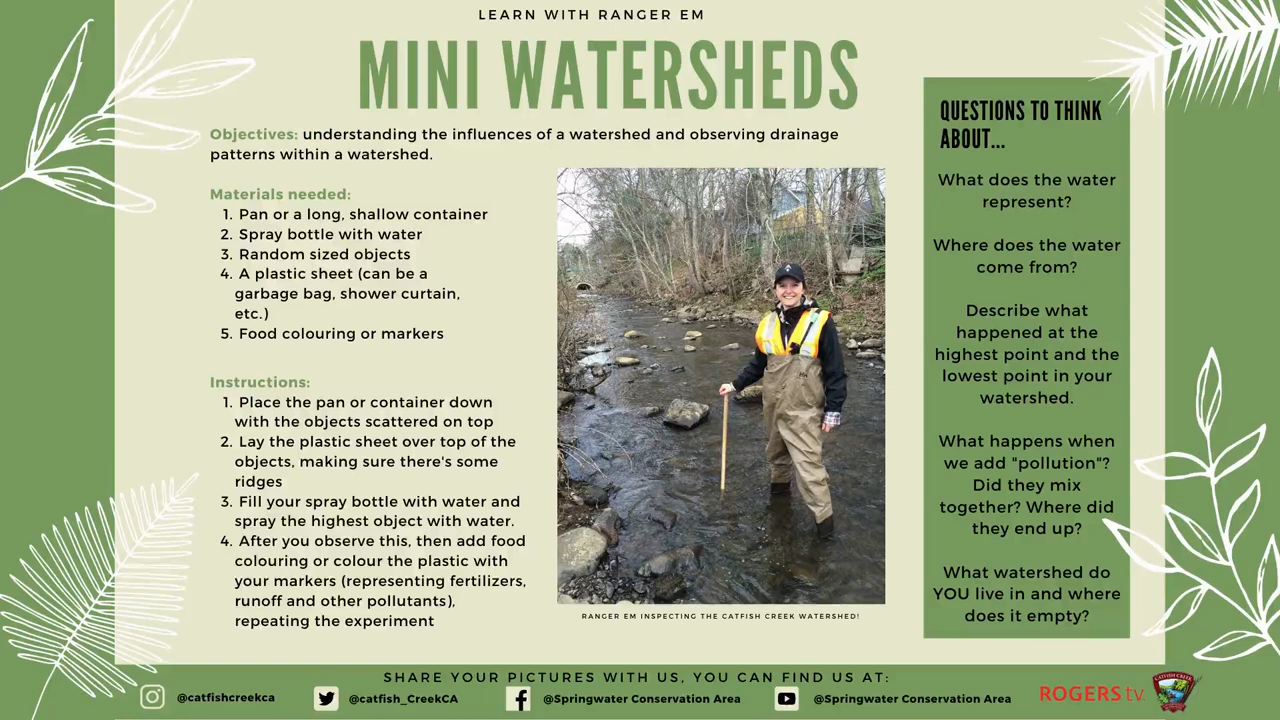 LEARN WITH RANGER EM
MINI WATERSHEDS
Objectives: understanding the influences of a watershed and observing drainage
patterns within a watershed.
Materials needed:
1. Pan or a long, shallow container
2. Spray bottle with water
3. Random sized objects
4. A plastic sheet (can be a
garbage bag, shower curtain,
etc.)
5. Food colouring or markers
Instructions:
1. Place the pan or container down
with the objects scattered on top
2. Lay the plastic sheet over top of the
objects, making sure there's some
ridges
3. Fill your spray bottle with water and
spray the highest object with water.
4. After you observe this, then add food
colouring or colour the plastic with
your markers (representing fertilizers,
runoff and other pollutants),
repeating the experiment
RANGER EM INSPECTING THE CATFISH CREEK WATERSHED!
QUESTIONS TO THINK
ABOUT...
What does the water
represent?
Where does the water
come from?
Describe what
happened at the
highest point and the
lowest point in your
watershed.
What happens when
we add "pollution"?
Did they mix
together? Where did
they end up?
What watershed do
YOU live in and where
does it empty?
SHARE YOUR PICTURES WITH US, YOU CAN FIND US AT:
@catfishcreekca
@catfish_CreekCA
@Springwater Conservation Area
@Springwater Conservation Area
ROGERS tv.
CATFISH CREEK